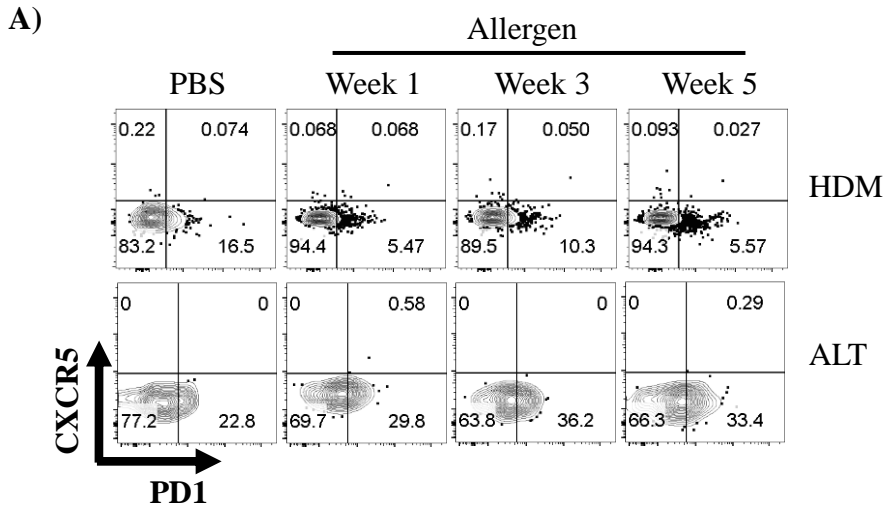 A)
Allergen
PBS Week 1 Week 3 Week 5
0.22 0.074 0.068 0.068 0.17 0.050 0.093 0.027
HDM
83.2 16.5 94.4 5.47 89.5 10.3 94.3 5.57
0 0 0 0.58 0 0 0 0.29
ALT
77.2 22.8 69.7 29.8 63.8 36.2 66.3 33.4
CXCR5
PD1